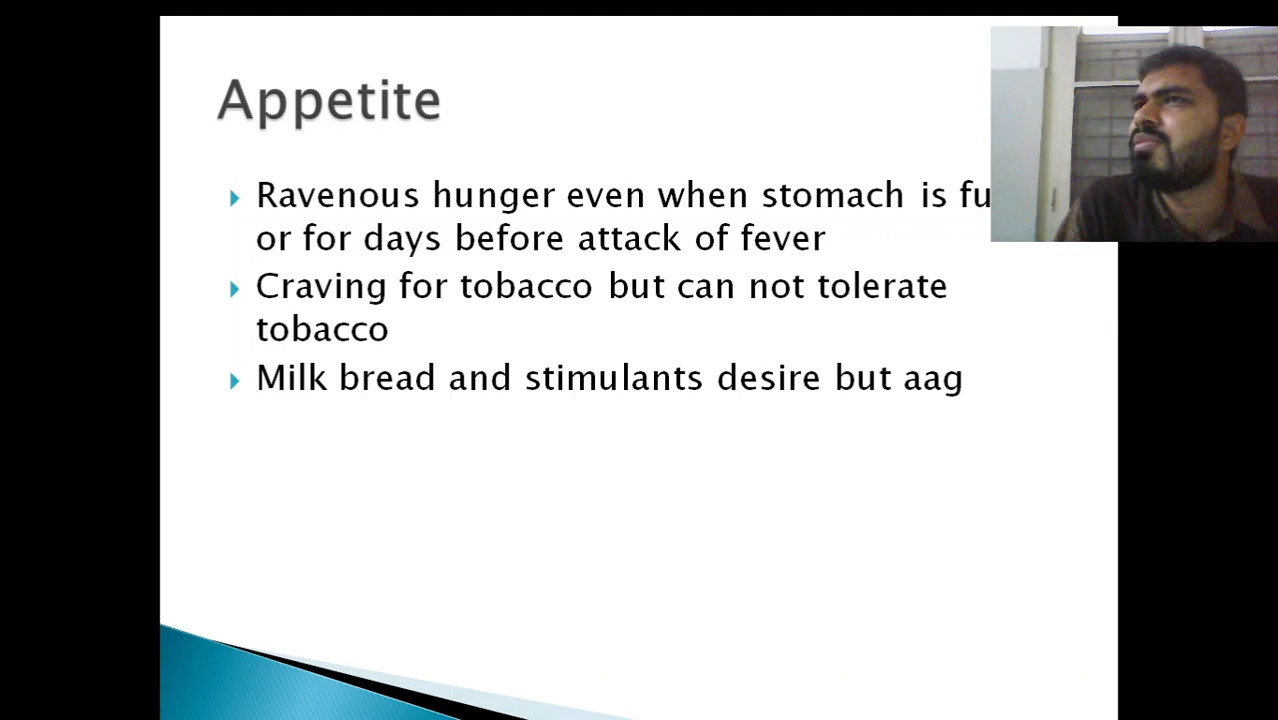 Appetite
Ravenous hunger even when stomach is
or for days before attack of fever
Craving for tobacco but can not tolerate
tobacco
Milk bread and stimulants desire but aag